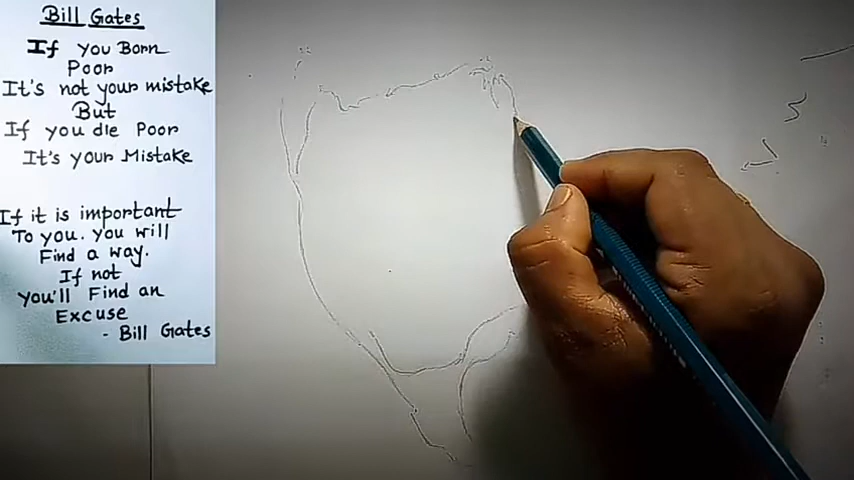 Bill Gates
If you Born
Poor
It's not your mistake
But
If you die Poor
It's your Mistake
If it is important
To you. you will
Find a way.
If not
you'll Find an
Excuse
- Bill Gates